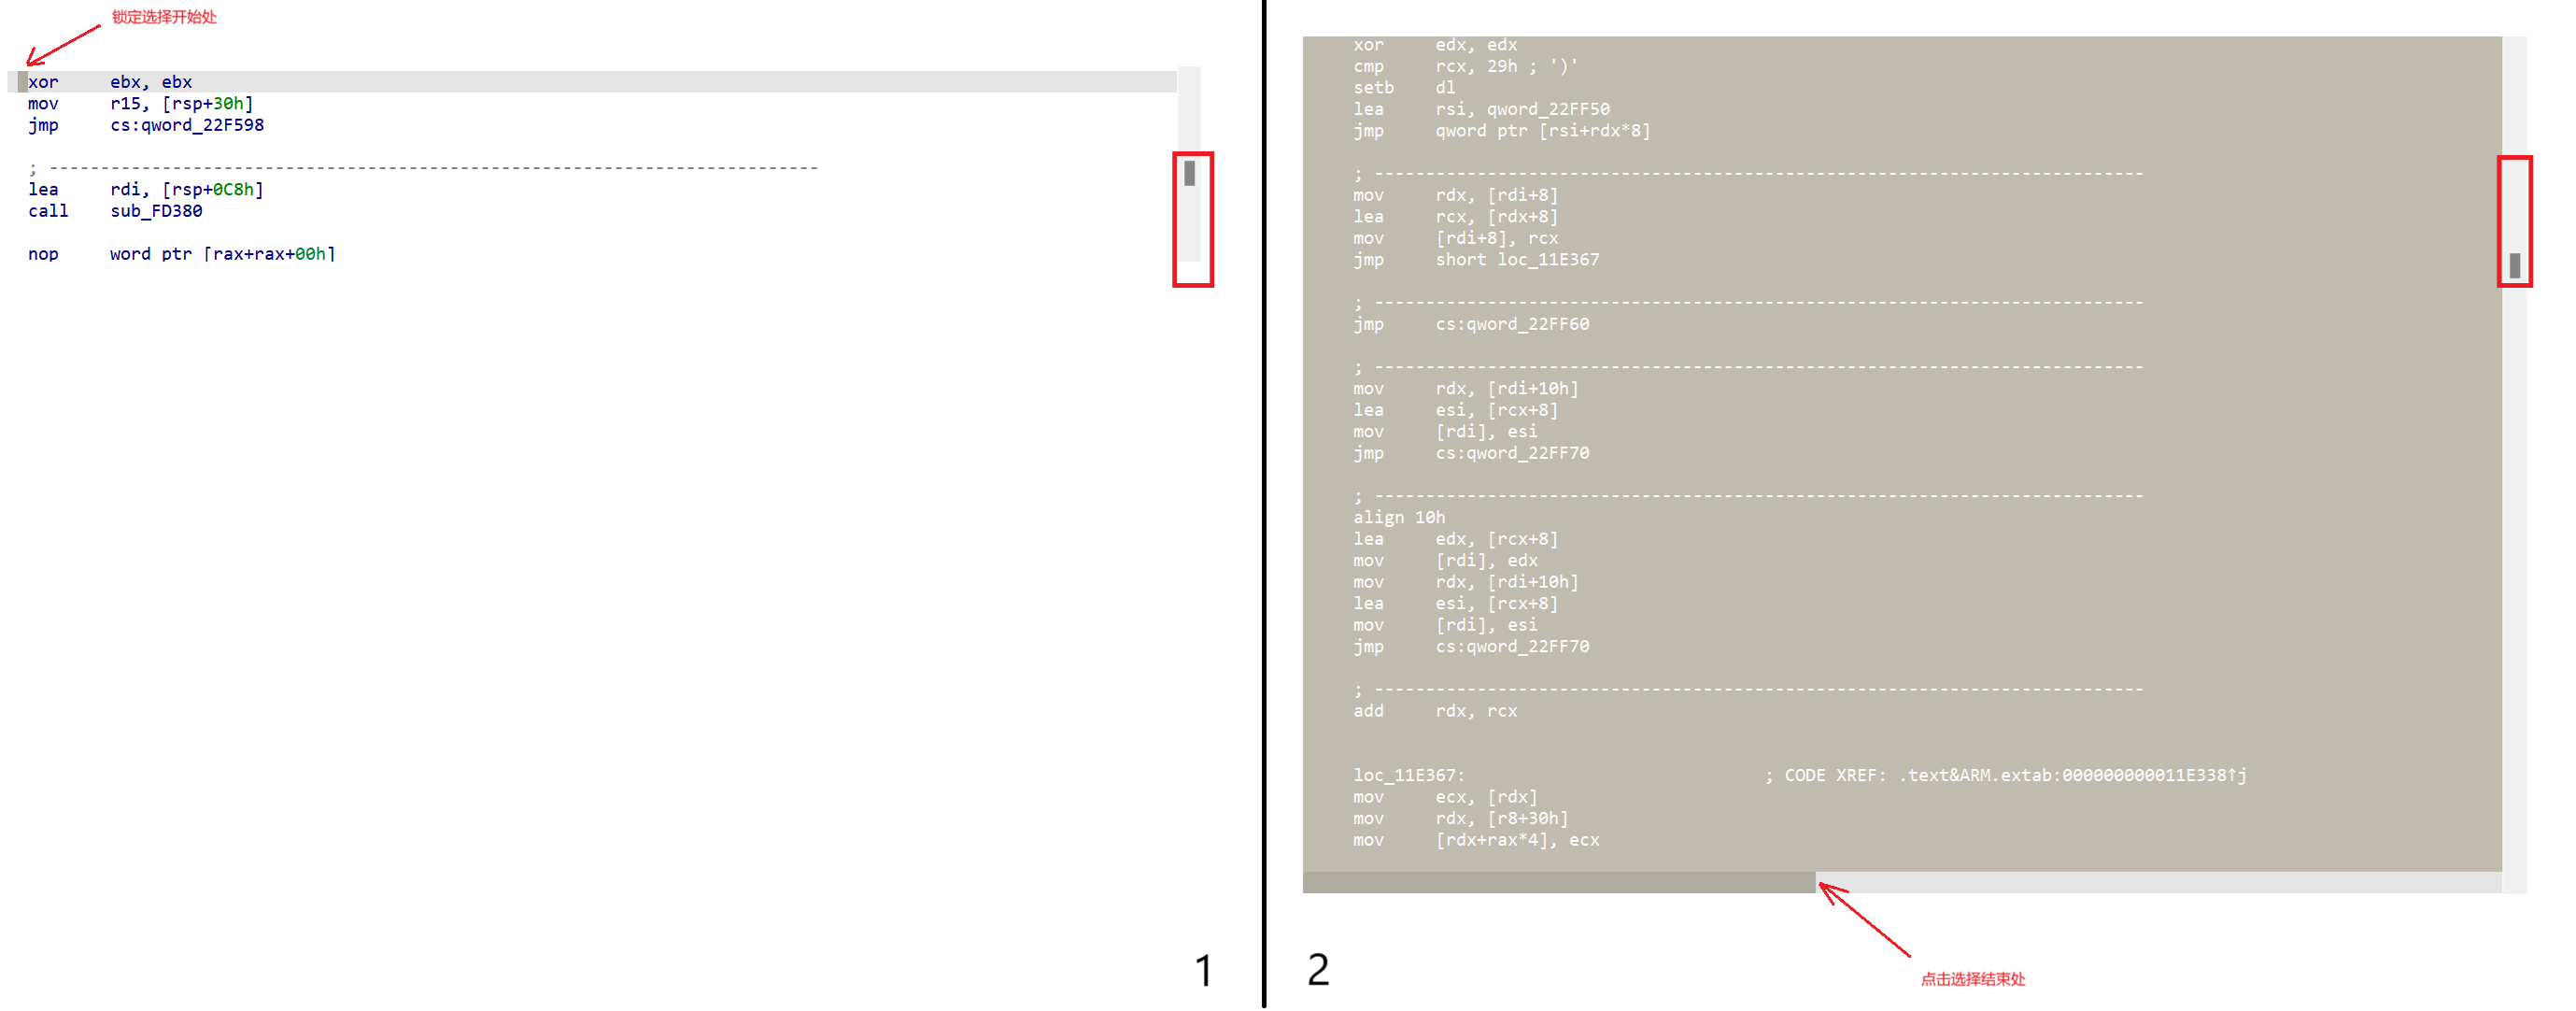 锁定选择开始处
xor ebx, ebx
mov r15, [rsp+30h]
jmp cs:qword_22F598
; ---------------------------------------------------------------------------
lea rdi, [rsp+0C8h]
call sub_FD380
nop word ptr [rax+rax+00h]
1
xor edx, edx
cmp rcx, 29h ; ')'
setb dl
lea rsi, qword_22FF50
jmp qword ptr [rsi+rdx*8]
; ---------------------------------------------------------------------------
mov rdx, [rdi+8]
lea rcx, [rdx+8]
mov [rdi+8], rcx
jmp short loc_11E367
; ---------------------------------------------------------------------------
jmp cs:qword_22FF60
; ---------------------------------------------------------------------------
mov rdx, [rdi+10h]
lea esi, [rcx+8]
mov [rdi], esi
jmp cs:qword_22FF70
; ---------------------------------------------------------------------------
align 10h
lea edx, [rcx+8]
mov [rdi], edx
mov rdx, [rdi+10h]
lea esi, [rcx+8]
mov [rdi], esi
jmp cs:qword_22FF70
; ---------------------------------------------------------------------------
add rdx, rcx
loc_11E367: ; CODE XREF: .text&ARM.extab:000000000011E338↑j
mov ecx, [rdx]
mov rdx, [r8+30h]
mov [rdx+rax*4], ecx
2
点击选择结束处